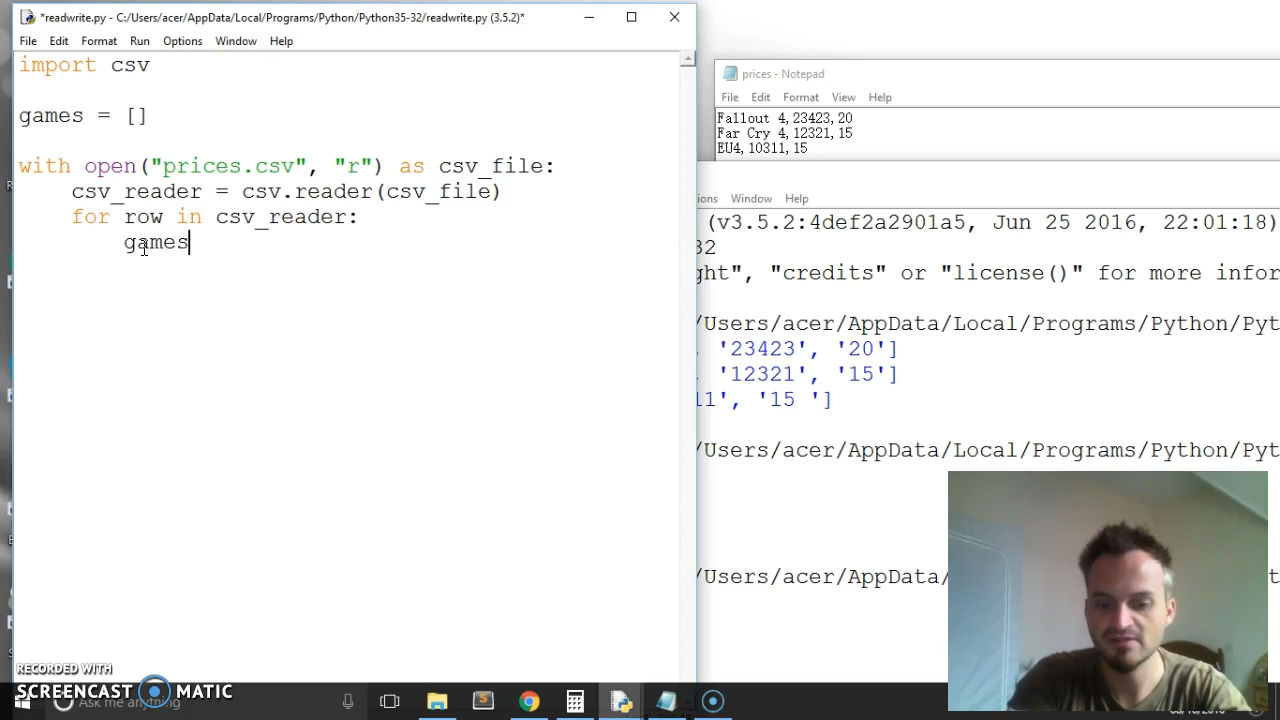 *readwrite.py - C:/Users/acer/AppData/Local/Programs/Python/Python35-32/readwrite.py (3.5.2)*
File Edit Format Run Options Window Help
import csv
games = []
with open("prices.csv", "r") as csv_file:
csv_reader = csv.reader(csv_file)
for row in csv_reader:
games
prices - Notepad
File Edit Format View Help
Fallout 4,23423,20
Far Cry 4,12321,15
EU4,10311,15
ions Window Help
(v3.5.2:4def2a2901a5, Jun 25 2016, 22:01:18)
32
ght", "credits" or "license()" for more infor
/Users/acer/AppData/Local/Programs/Python/Pyt
'23423', '20']
'12321', '15']
11', '15 ']
/Users/acer/AppData/Local/Programs/Python/Pyt
/Users/acer/AppData/
RECORDED WITH
SCREENCAST MATIC
Ask me anything